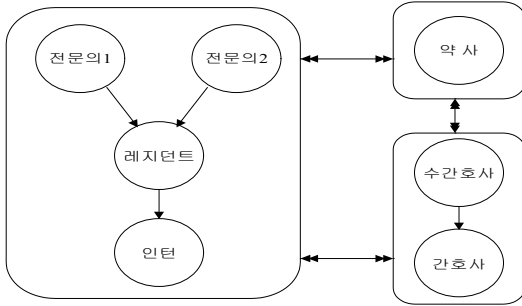 전문의1
전문의2
약 사
레지던트
수간호사
인턴
간호사